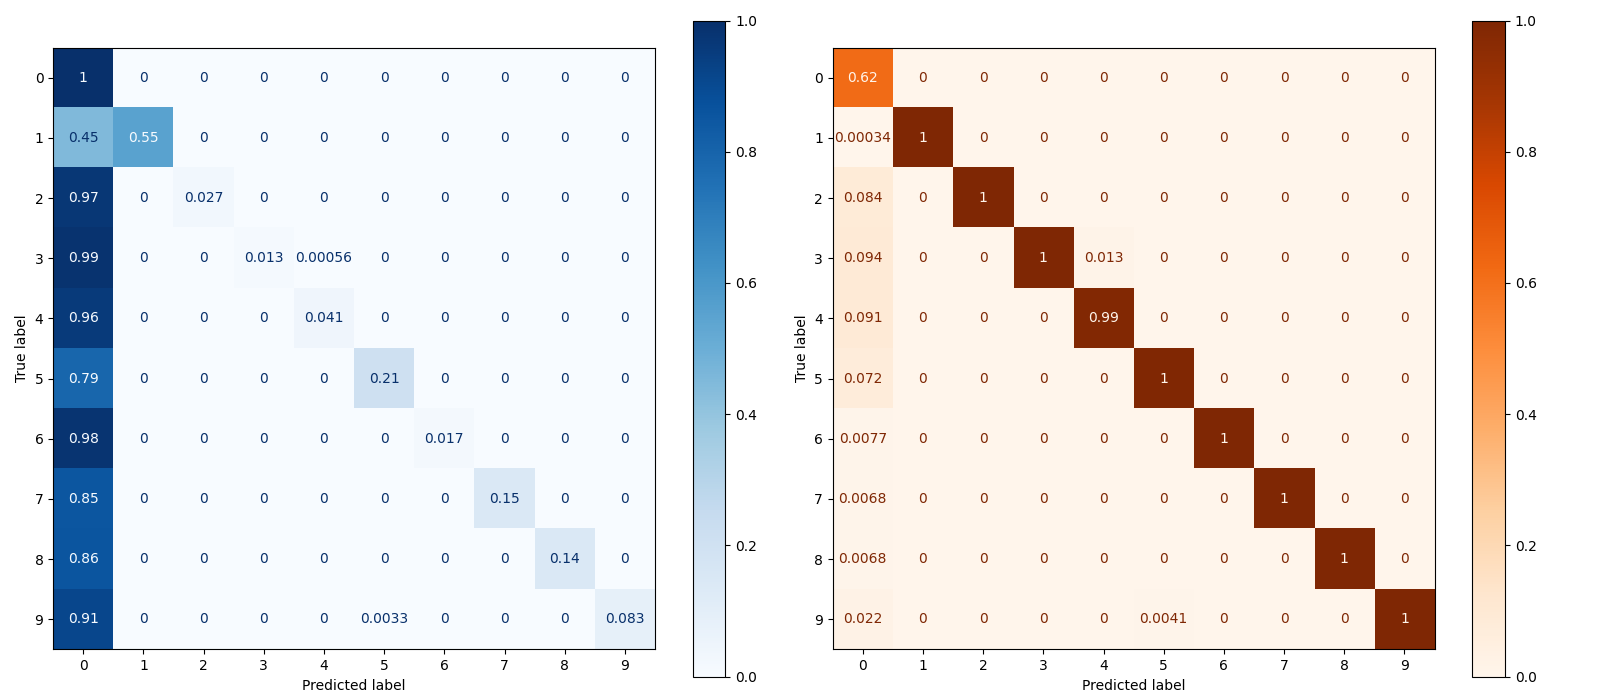 1.0
1.0
0 1 0 0 0 0 0 0 0 0 0
0 0.62 0 0 0 0 0 0 0 0 0
1 0.45 0.55 0 0 0 0 0 0 0 0
1 0.00034 1 0 0 0 0 0 0 0 0
0.8
0.8
2 0.97 0 0.027 0 0 0 0 0 0 0
2 0.084 0 1 0 0 0 0 0 0 0
3 0.99 0 0 0.013 0.00056 0 0 0 0 0
3 0.094 0 0 1 0.013 0 0 0 0 0
0.6
0.6
4 0.96 0 0 0 0.041 0 0 0 0 0
4 0.091 0 0 0 0.99 0 0 0 0 0
True label
True label
5 0.79 0 0 0 0 0.21 0 0 0 0
5 0.072 0 0 0 0 1 0 0 0 0
0.4
0.4
6 0.98 0 0 0 0 0 0.017 0 0 0
6 0.0077 0 0 0 0 0 1 0 0 0
7 0.85 0 0 0 0 0 0 0.15 0 0
7 0.0068 0 0 0 0 0 0 1 0 0
0.2
0.2
8 0.86 0 0 0 0 0 0 0 0.14 0
8 0.0068 0 0 0 0 0 0 0 1 0
9 0.91 0 0 0 0 0.0033 0 0 0 0.083
9 0.022 0 0 0 0 0.0041 0 0 0 1
0.0
0.0
0 1 2 3 4 5 6 7 8 9
0 1 2 3 4 5 6 7 8 9
Predicted label
Predicted label